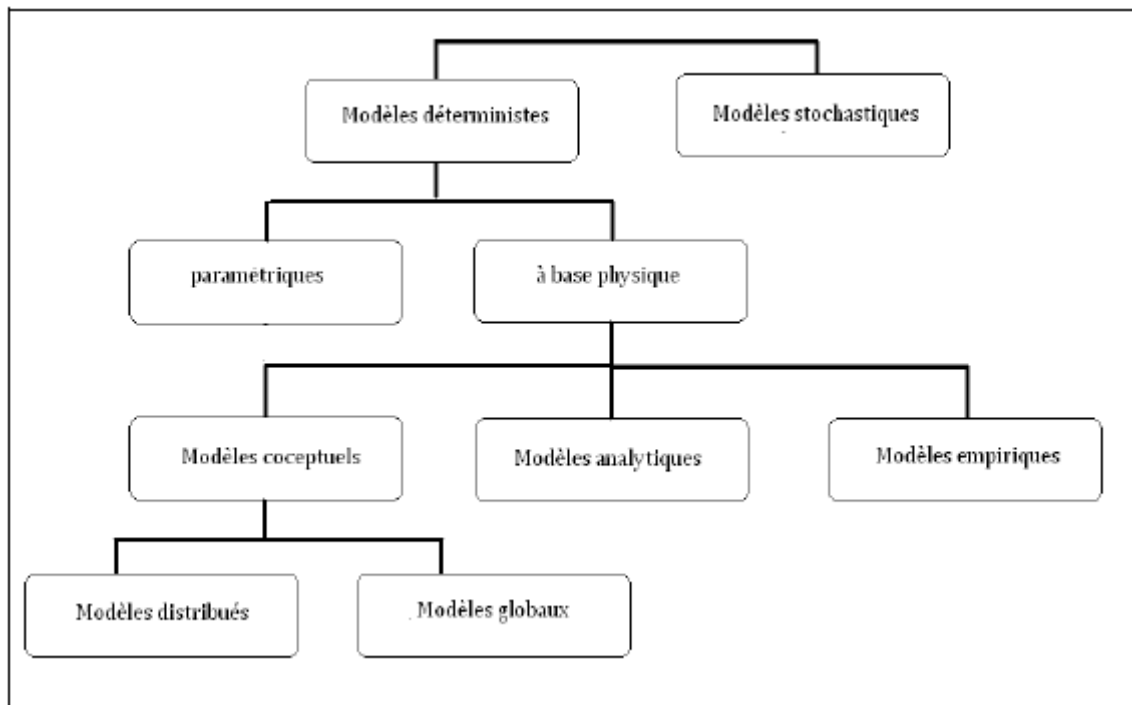 Modèles déterministes
Modèles stochastiques
paramétriques
à base physique
Modèles coceptuels
Modèles analytiques
Modèles empiriques
Modèles distribués
Modèles globaux